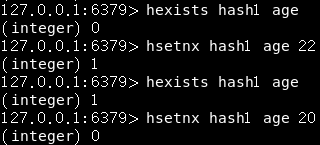 127.0.0.1:6379> hexists hash1 age
(integer) 0
127.0.0.1:6379> hsetnx hash1 age 22
(integer) 1
127.0.0.1:6379> hexists hash1 age
(integer) 1
127.0.0.1:6379> hsetnx hash1 age 20
(integer) 0